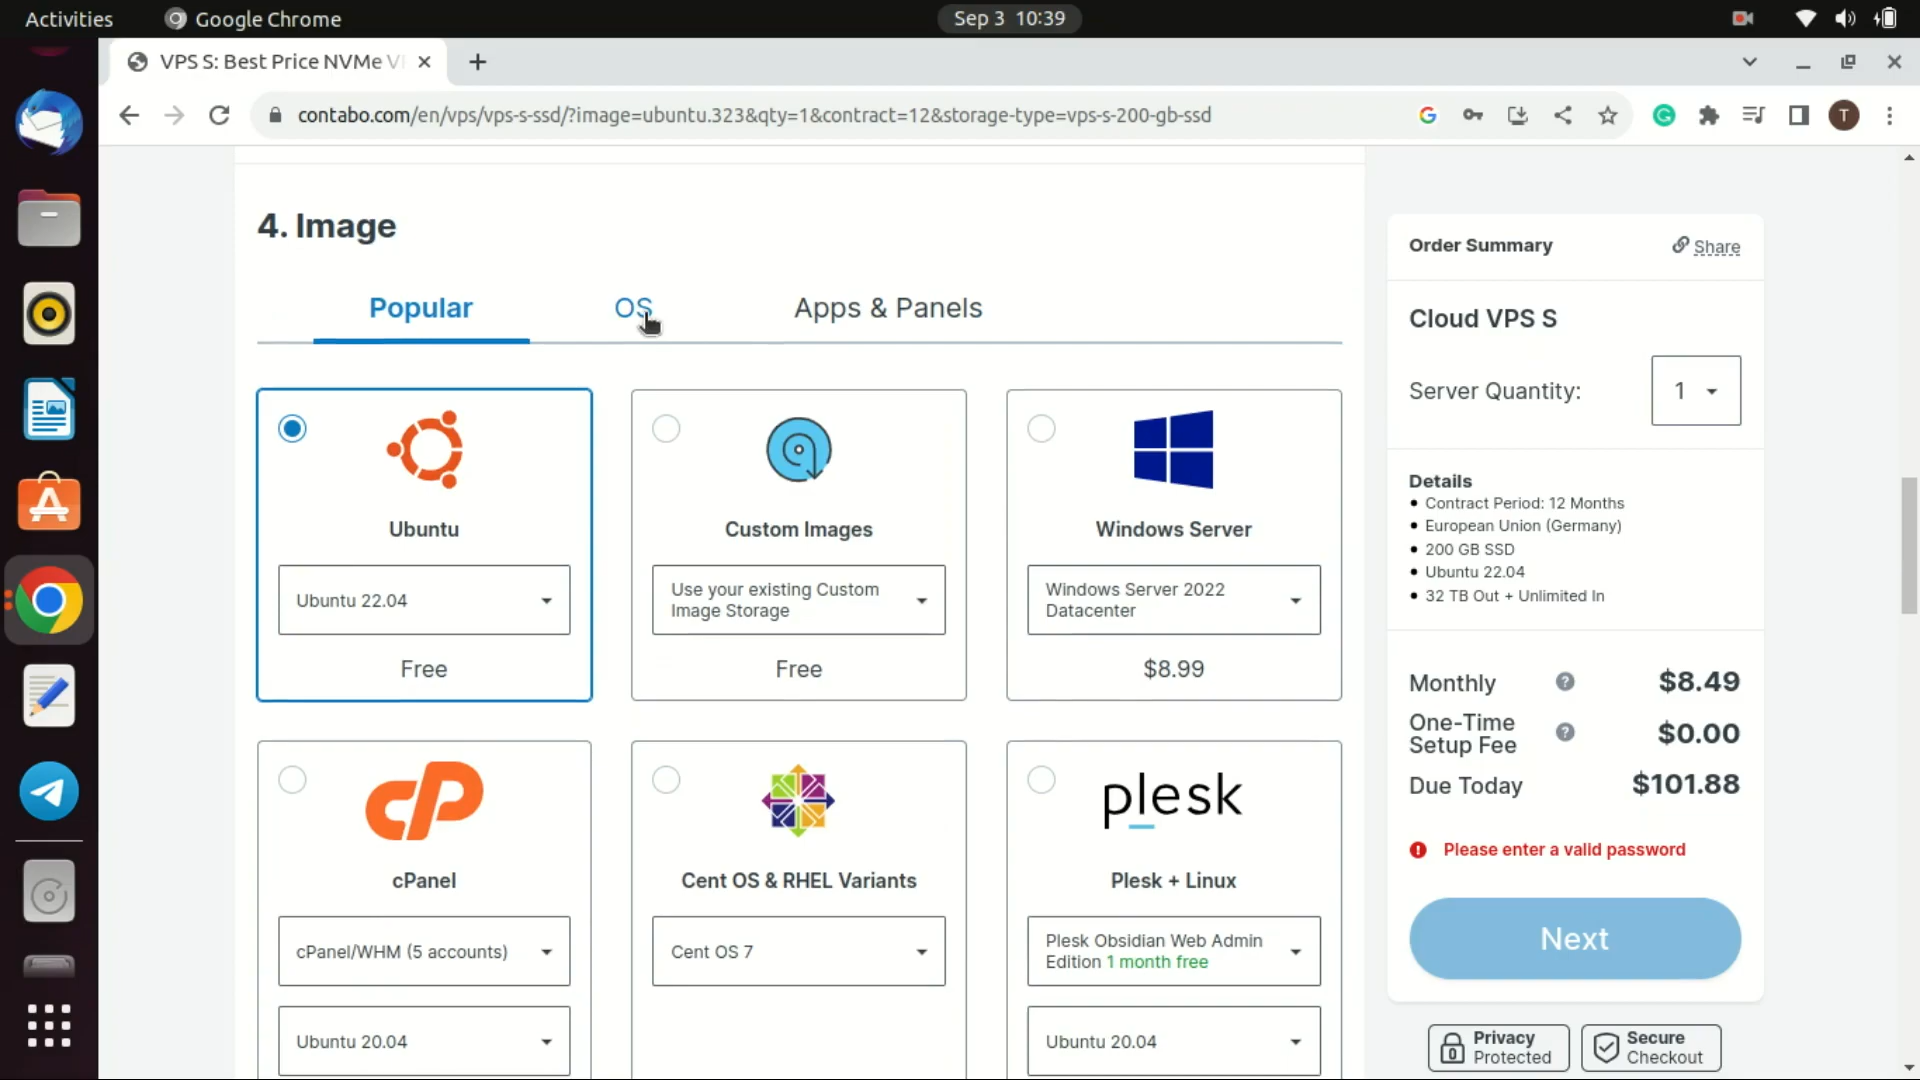 Activities
Google Chrome
Sep 3 10:39
VPS S: Best Price NVMe V
contabo.com/en/vps/vps-s-ssd/?image=ubuntu.323&qty=1&contract=12&storage-type=vps-s-200-gb-ssd
T
4. Image
Popular
OS
Apps & Panels
Ubuntu
Ubuntu 22.04
Free
Custom Images
Use your existing Custom
Image Storage
Free
Windows Server
Windows Server 2022
Datacenter
$8.99
cP
cPanel
cPanel/WHM (5 accounts)
Ubuntu 20.04
Cent OS & RHEL Variants
Cent OS 7
plesk
Plesk + Linux
Plesk Obsidian Web Admin
Edition 1 month free
Ubuntu 20.04
Order Summary
Share
Cloud VPS S
Server Quantity:
1
Details
• Contract Period: 12 Months
• European Union (Germany)
• 200 GB SSD
• Ubuntu 22.04
• 32 TB Out + Unlimited In
Monthly
$8.49
One-Time
Setup Fee
$0.00
Due Today
$101.88
Please enter a valid password
Next
Privacy
Protected
Secure
Checkout